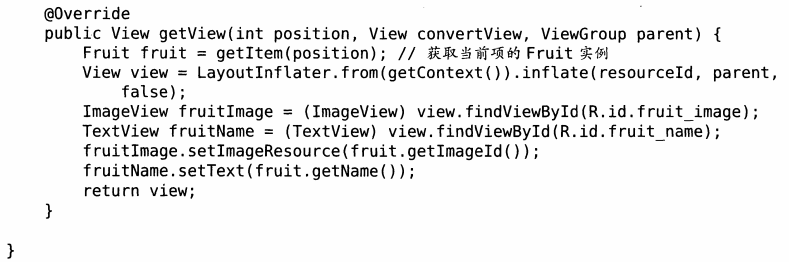 @Override
public View getView(int position, View convertView, ViewGroup parent) {
Fruit fruit = getItem(position); // 获取当前项的 Fruit 实例
View view = LayoutInflater.from(getContext()).inflate(resourceId, parent,
false);
ImageView fruitImage = (ImageView) view.findViewById(R.id.fruit_image);
TextView fruitName = (TextView) view.findViewById(R.id.fruit_name);
fruitImage.setImageResource(fruit.getImageId());
fruitName.setText(fruit.getName());
return view;
}
}